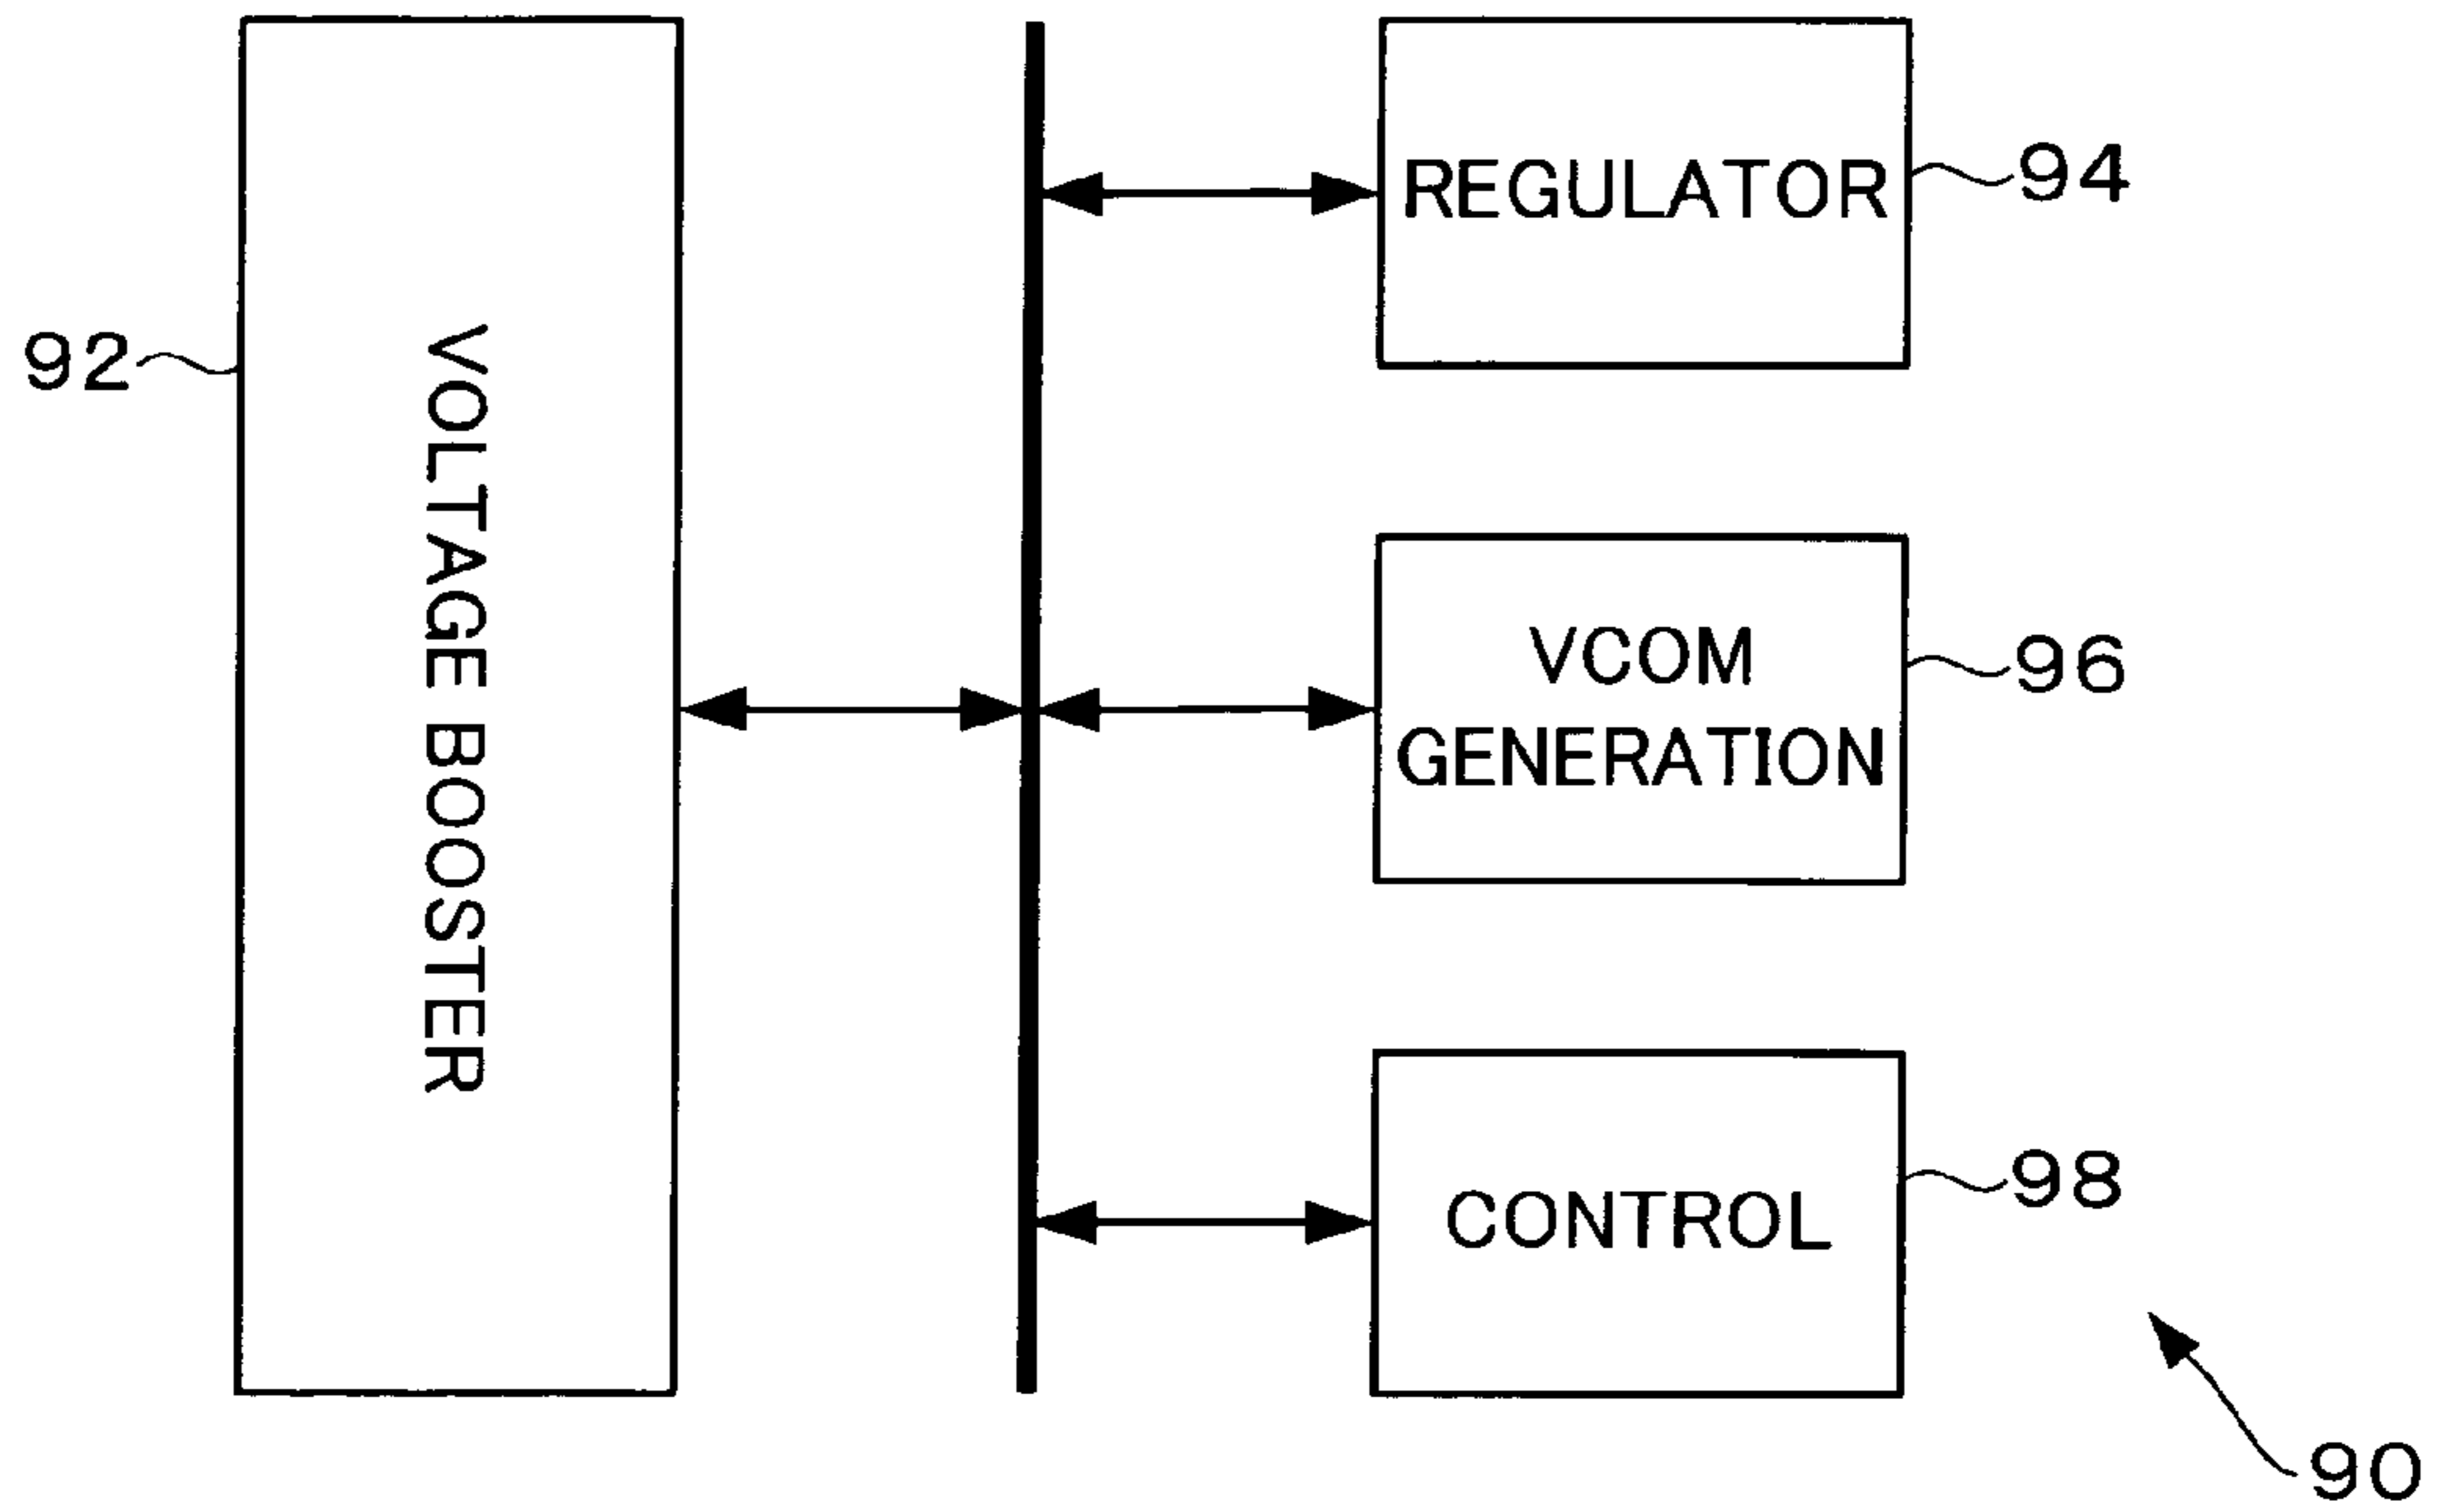 92
VOLTAGE BOOSTER
REGULATOR
94
VCOM
GENERATION
96
CONTROL
98
90